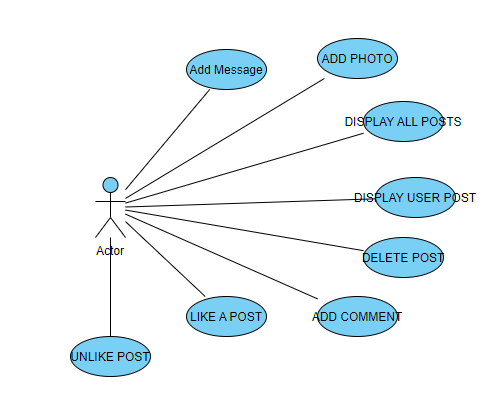 ADD PHOTO
Add Message
DISPLAY ALL POSTS
DISPLAY USER POST
Actor
DELETE POST
LIKE A POST
ADD COMMENT
UNLIKE POST